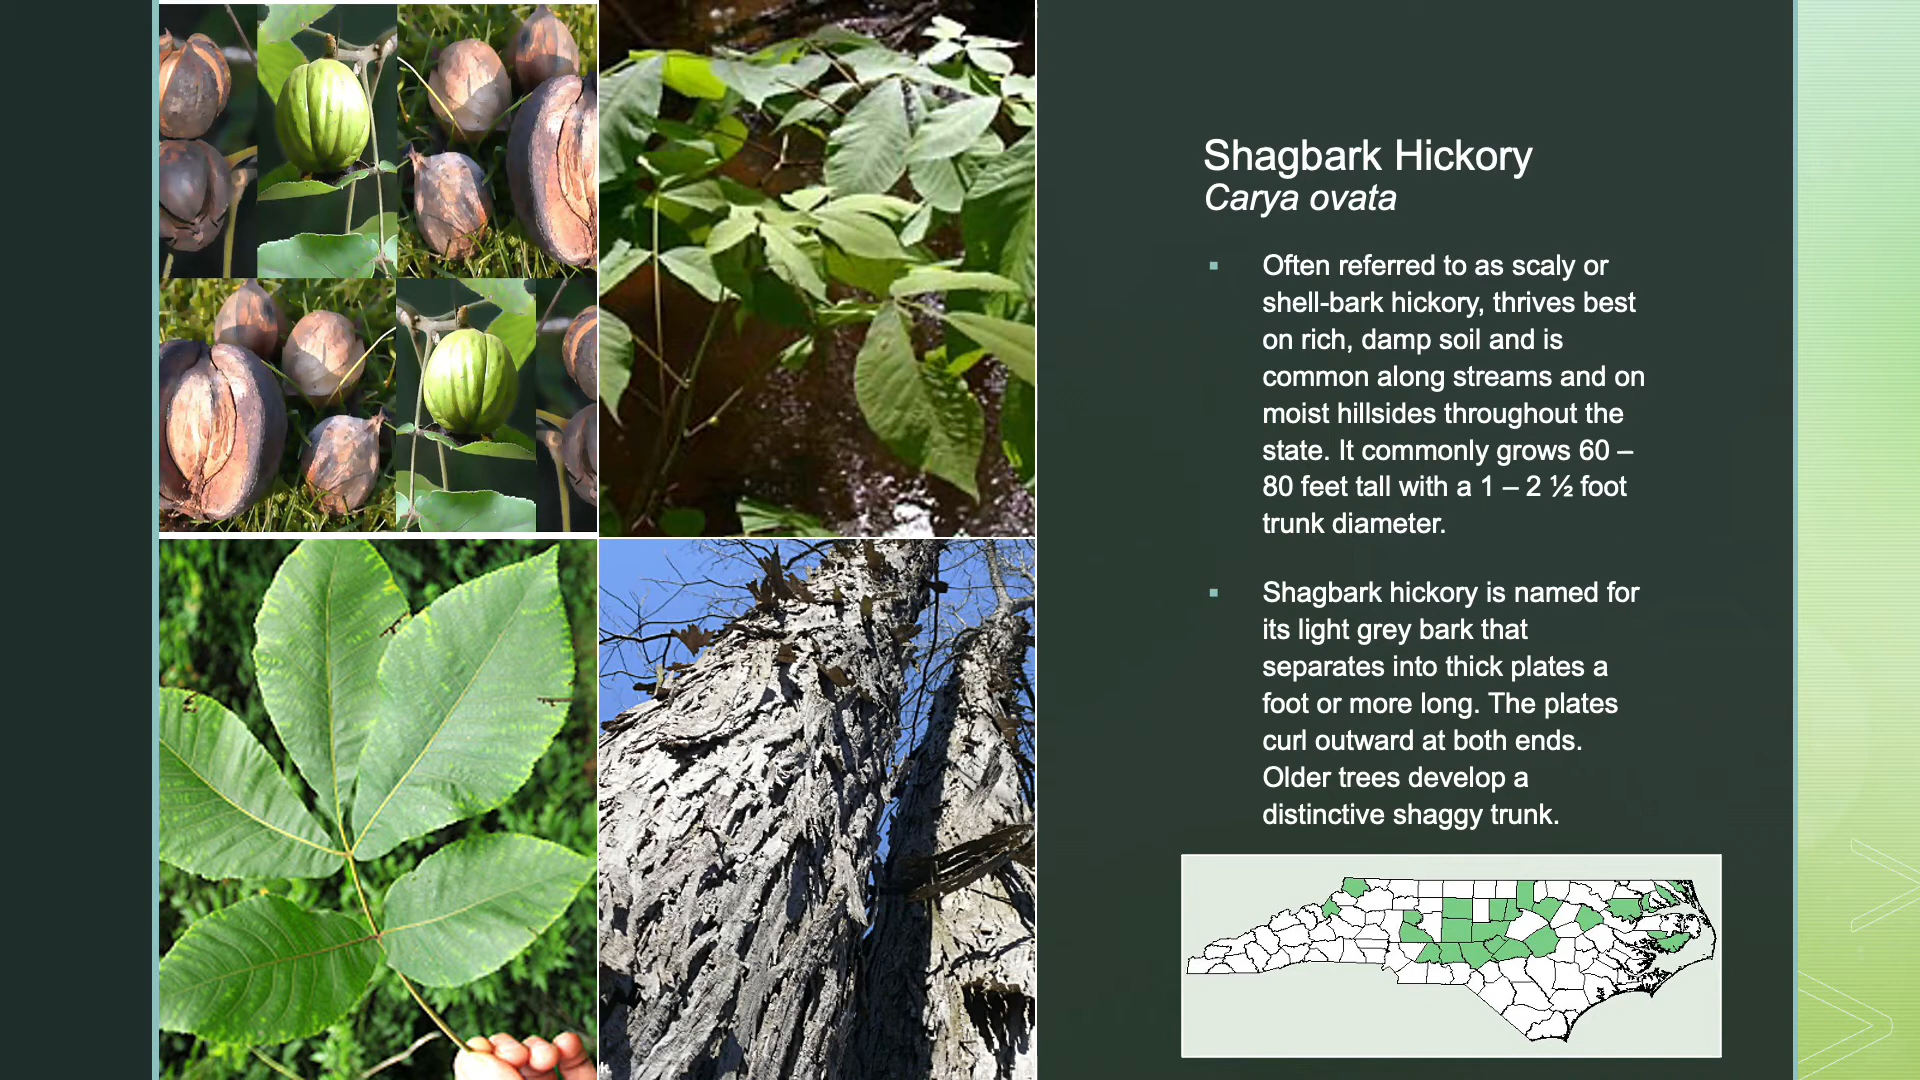 Shagbark Hickory
Carya ovata
Often referred to as scaly or
shell-bark hickory, thrives best
on rich, damp soil and is
common along streams and on
moist hillsides throughout the
state. It commonly grows 60 –
80 feet tall with a 1 – 2 ½ foot
trunk diameter.
Shagbark hickory is named for
its light grey bark that
separates into thick plates a
foot or more long. The plates
curl outward at both ends.
Older trees develop a
distinctive shaggy trunk.